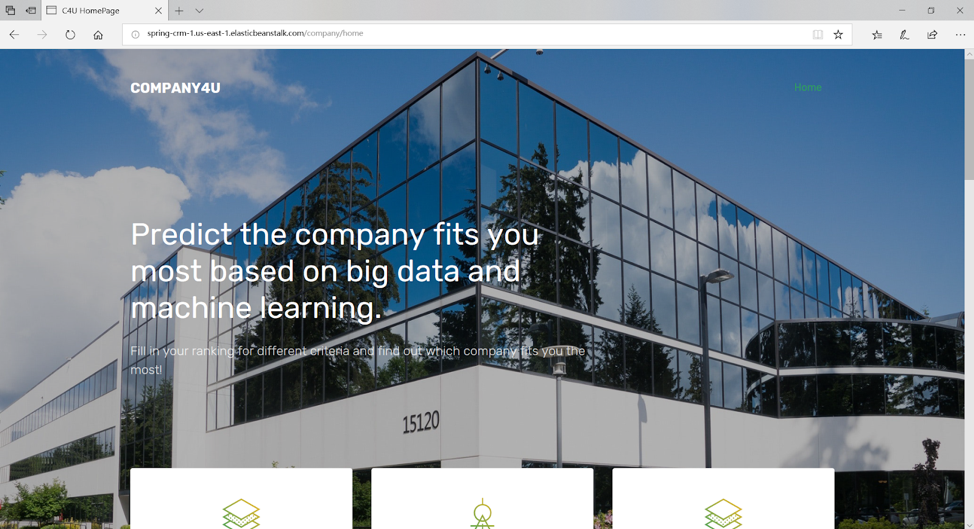 C4U HomePage
spring-crm-1.us-east-1.elasticbeanstalk.com/company/home
COMPANY4U
Home
Predict the company fits you
most based on big data and
machine learning.
Fill in your ranking for different criteria and find out which company fits you the
most!
15120